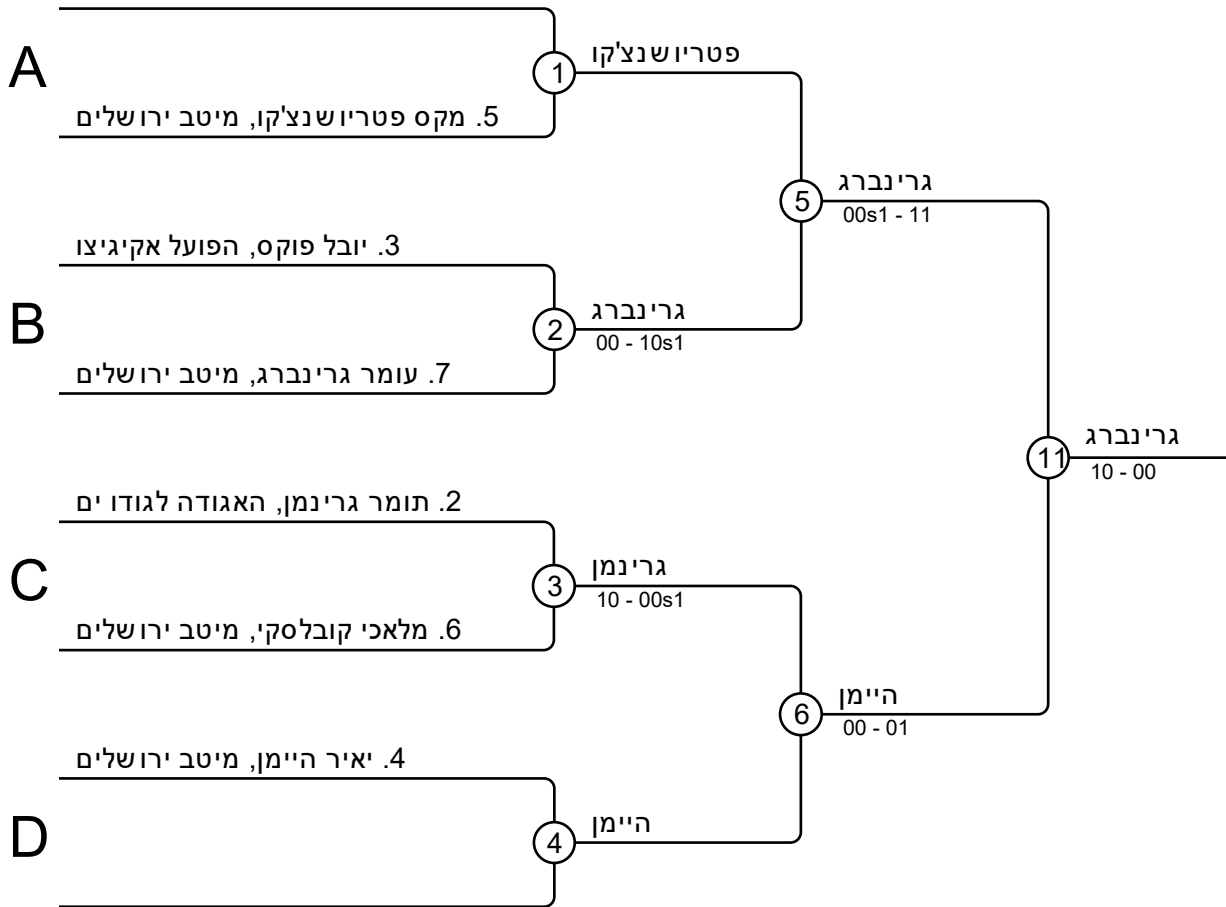 A
5. מקס פטריושנצ'קו, מיטב ירושלים
1
פטריושנצ'קו
B
3. יובל פוקס, הפועל אקיגיצו
7. עומר גרינברג, מיטב ירושלים
2
גרינברג
00 - 10s1
5
גרינברג
00s1 - 11
C
2. תומר גרינמן, האגודה לגודו ים
6. מלאכי קובלסקי, מיטב ירושלים
3
גרינמן
10 - 00s1
D
4. יאיר היימן, מיטב ירושלים
4
היימן
6
היימן
00 - 01
11
גרינברג
10 - 00